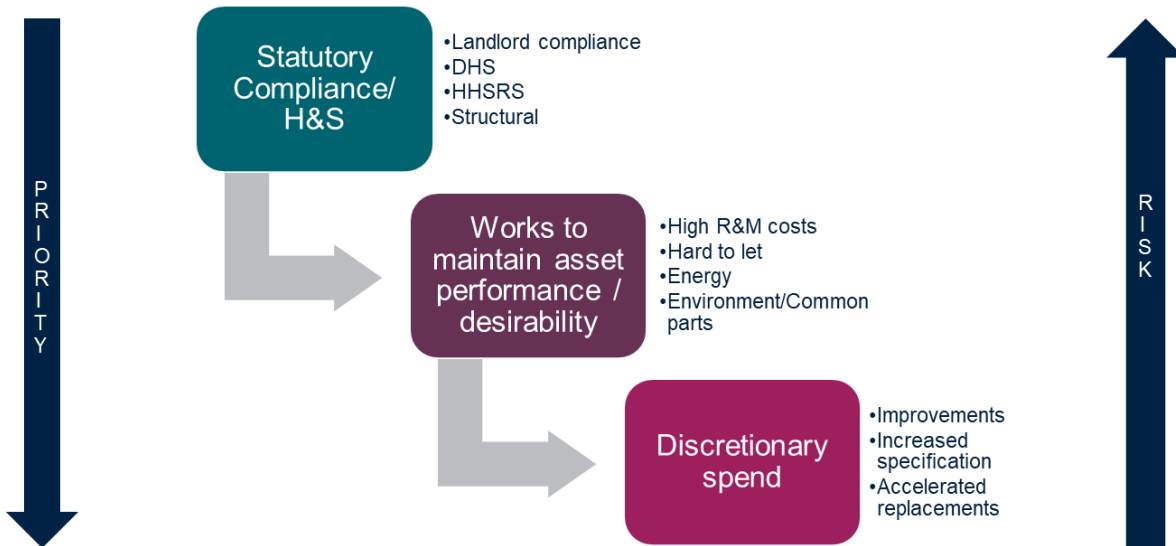 PRIORITY
Statutory
Compliance/
H&S
•Landlord compliance
•DHS
•HHSRS
•Structural
Works to
maintain asset
performance /
desirability
•High R&M costs
•Hard to let
•Energy
•Environment/Common
parts
Discretionary
spend
•Improvements
•Increased
specification
•Accelerated
replacements
RISK